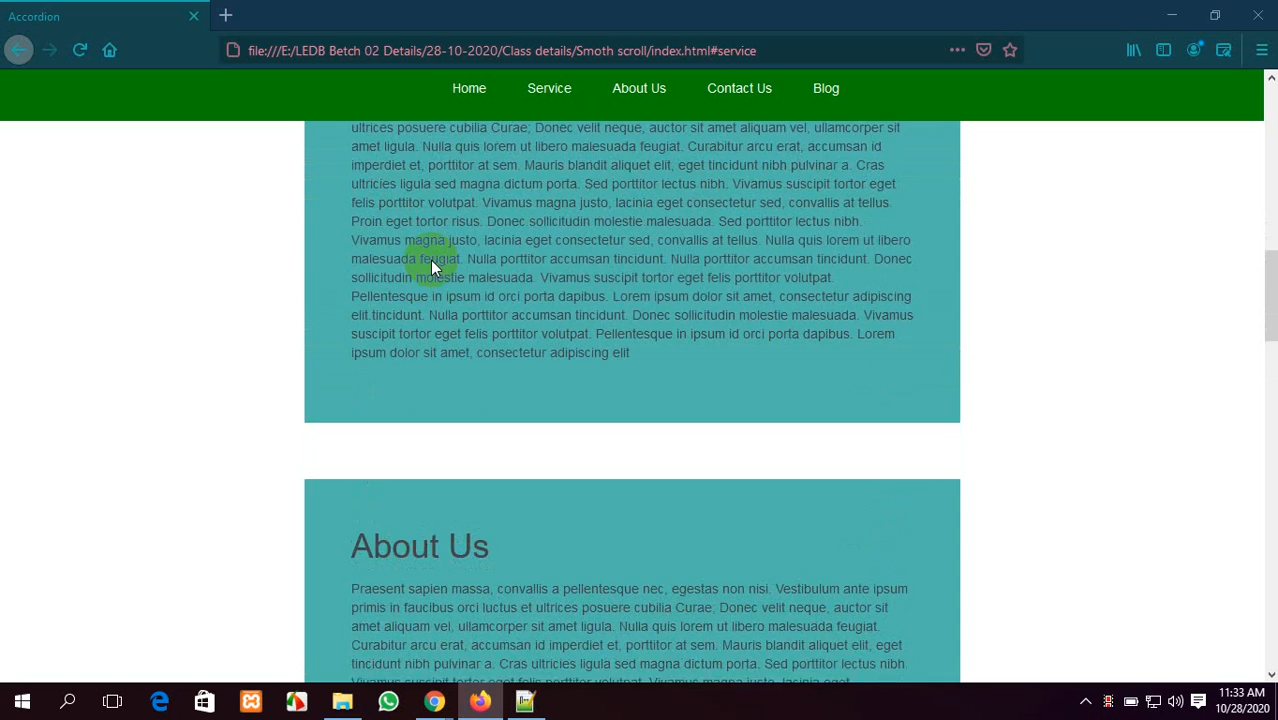 Accordion
file:///E:/LEDB Betch 02 Details/28-10-2020/Class details/Smoth scroll/index.html#service
Home Service About Us Contact Us Blog
ultrices posuere cubilia Curae; Donec velit neque, auctor sit amet aliquam vel, ullamcorper sit
amet ligula. Nulla quis lorem ut libero malesuada feugiat. Curabitur arcu erat, accumsan id
imperdiet et, porttitor at sem. Mauris blandit aliquet elit, eget tincidunt nibh pulvinar a. Cras
ultricies ligula sed magna dictum porta. Sed porttitor lectus nibh. Vivamus suscipit tortor eget
felis porttitor volutpat. Vivamus magna justo, lacinia eget consectetur sed, convallis at tellus.
Proin eget tortor risus. Donec sollicitudin molestie malesuada. Sed porttitor lectus nibh.
Vivamus magna justo, lacinia eget consectetur sed, convallis at tellus. Nulla quis lorem ut libero
malesuada feugiat. Nulla porttitor accumsan tincidunt. Nulla porttitor accumsan tincidunt. Donec
sollicitudin molestie malesuada. Vivamus suscipit tortor eget felis porttitor volutpat.
Pellentesque in ipsum id orci porta dapibus. Lorem ipsum dolor sit amet, consectetur adipiscing
elit.tincidunt. Nulla porttitor accumsan tincidunt. Donec sollicitudin molestie malesuada. Vivamus
suscipit tortor eget felis porttitor volutpat. Pellentesque in ipsum id orci porta dapibus. Lorem
ipsum dolor sit amet, consectetur adipiscing elit
About Us
Praesent sapien massa, convallis a pellentesque nec, egestas non nisi. Vestibulum ante ipsum
primis in faucibus orci luctus et ultrices posuere cubilia Curae; Donec velit neque, auctor sit
amet aliquam vel, ullamcorper sit amet ligula. Nulla quis lorem ut libero malesuada feugiat.
Curabitur arcu erat, accumsan id imperdiet et, porttitor at sem. Mauris blandit aliquet elit, eget
tincidunt nibh pulvinar a. Cras ultricies ligula sed magna dictum porta. Sed porttitor lectus nibh.
Vivamus suscipit tortor eget felis porttitor volutpat. Vivamus magna justo, lacinia eget
11:33 AM
10/28/2020